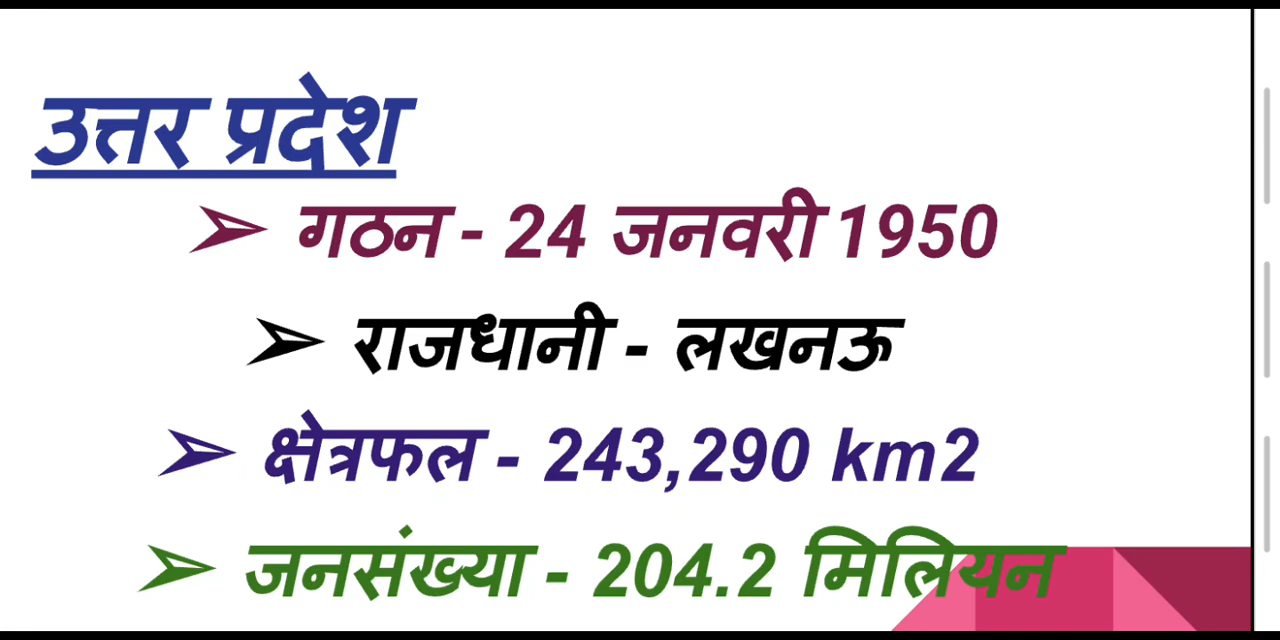 उत्तर प्रदेश
➢ गठन - 24 जनवरी 1950
➢ राजधानी - लखनऊ
➢ क्षेत्रफल - 243,290 km2
➢ जनसंख्या - 204.2 मिलियन